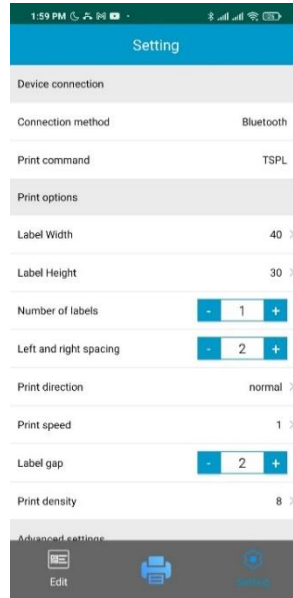 1:59 PM
Setting
Device connection
Connection method Bluetooth
Print command TSPL
Print options
Label Width 40
Label Height 30
Number of labels - 1 +
Left and right spacing - 2 +
Print direction normal
Print speed 1
Label gap - 2 +
Print density 8
Advanced settings
Edit